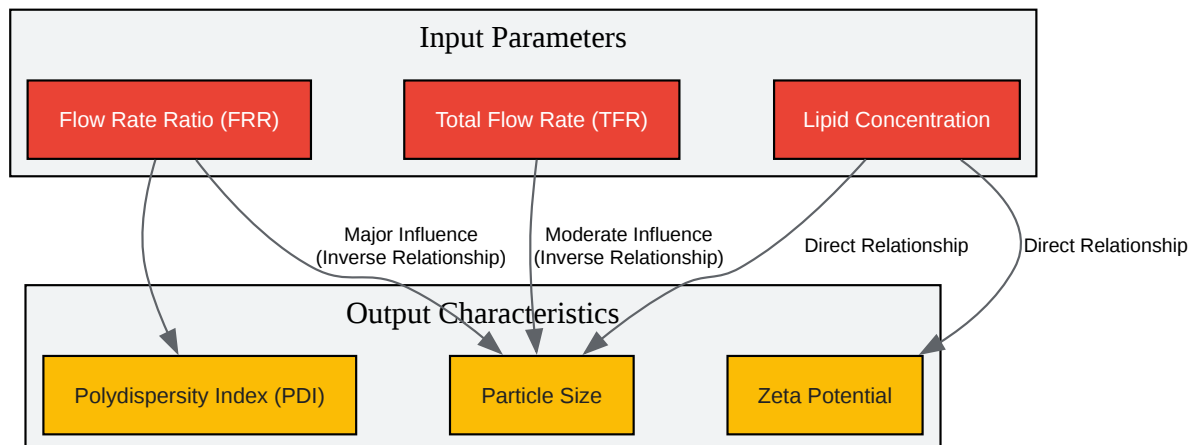 Input Parameters
Flow Rate Ratio (FRR)
Total Flow Rate (TFR)
Lipid Concentration
Major Influence
(Inverse Relationship)
Moderate Influence
(Inverse Relationship)
Direct Relationship
Direct Relationship
Output Characteristics
Polydispersity Index (PDI)
Particle Size
Zeta Potential